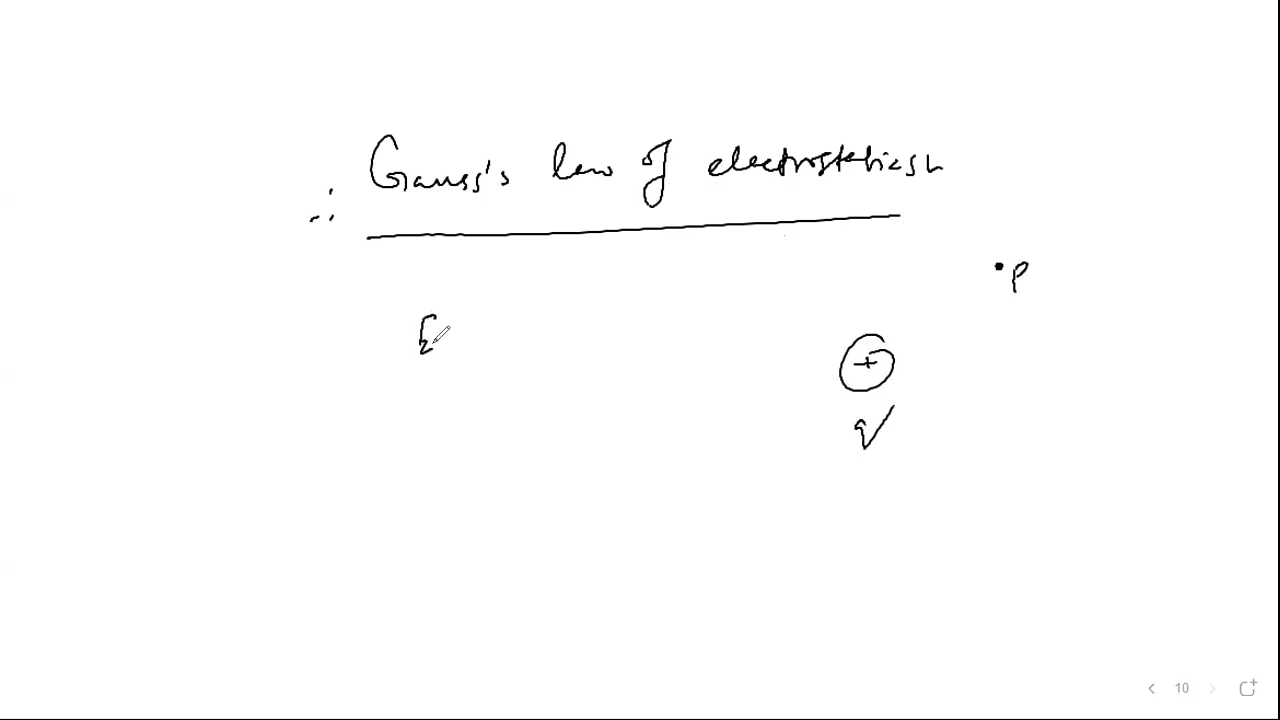 ∴ Gauss's law of electrostatics
• P
E
+
q
10